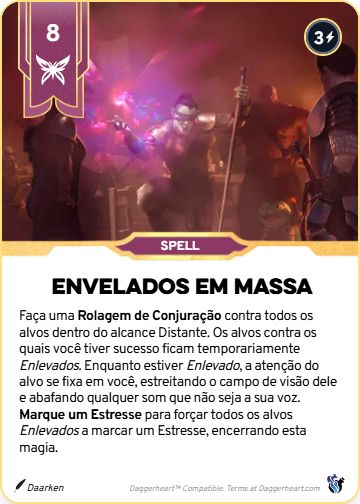 8
3
SPELL
ENVELADOS EM MASSA
Faça uma Rolagem de Conjuração contra todos os
alvos dentro do alcance Distante. Os alvos contra os
quais você tiver sucesso ficam temporariamente
Enlevados. Enquanto estiver Enlevado, a atenção do
alvo se fixa em você, estreitando o campo de visão dele
e abafando qualquer som que não seja a sua voz.
Marque um Estresse para forçar todos os alvos
Enlevados a marcar um Estresse, encerrando esta
magia.
Daarken
Daggerheart™ Compatible. Terms at Daggerheart.com